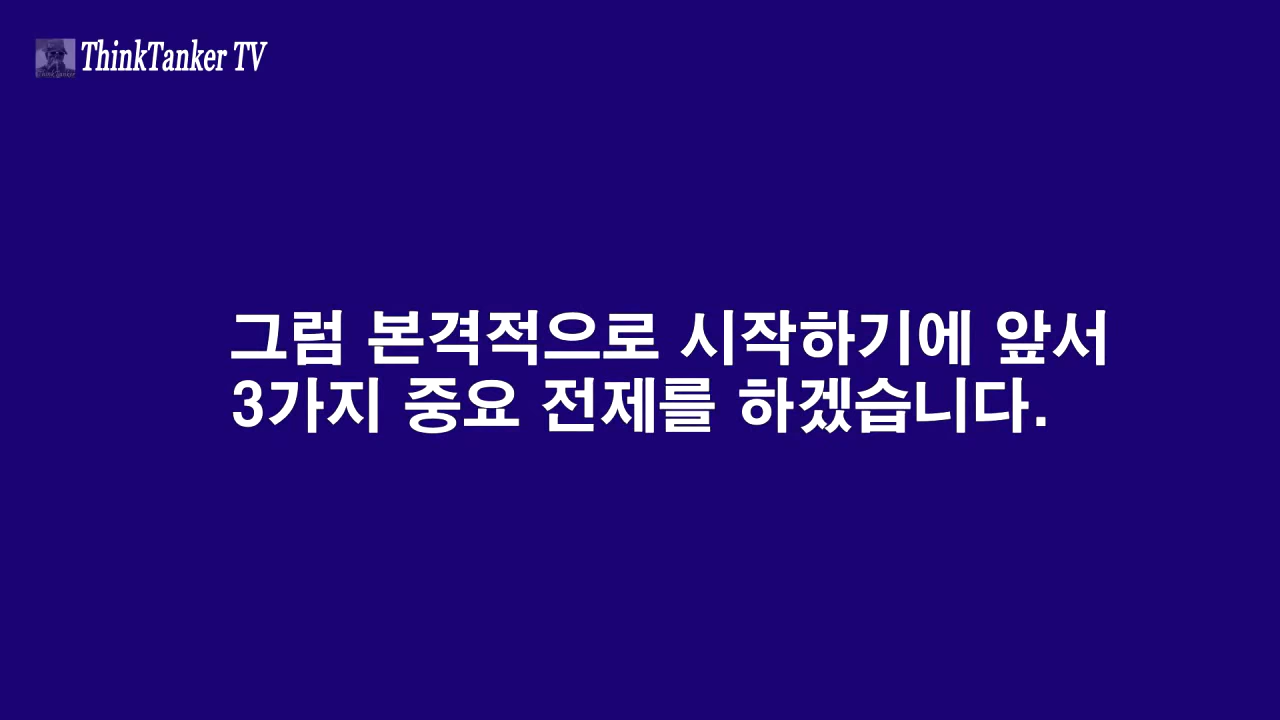 ThinkTanker TV
그럼 본격적으로 시작하기에 앞서
3가지 중요 전제를 하겠습니다.